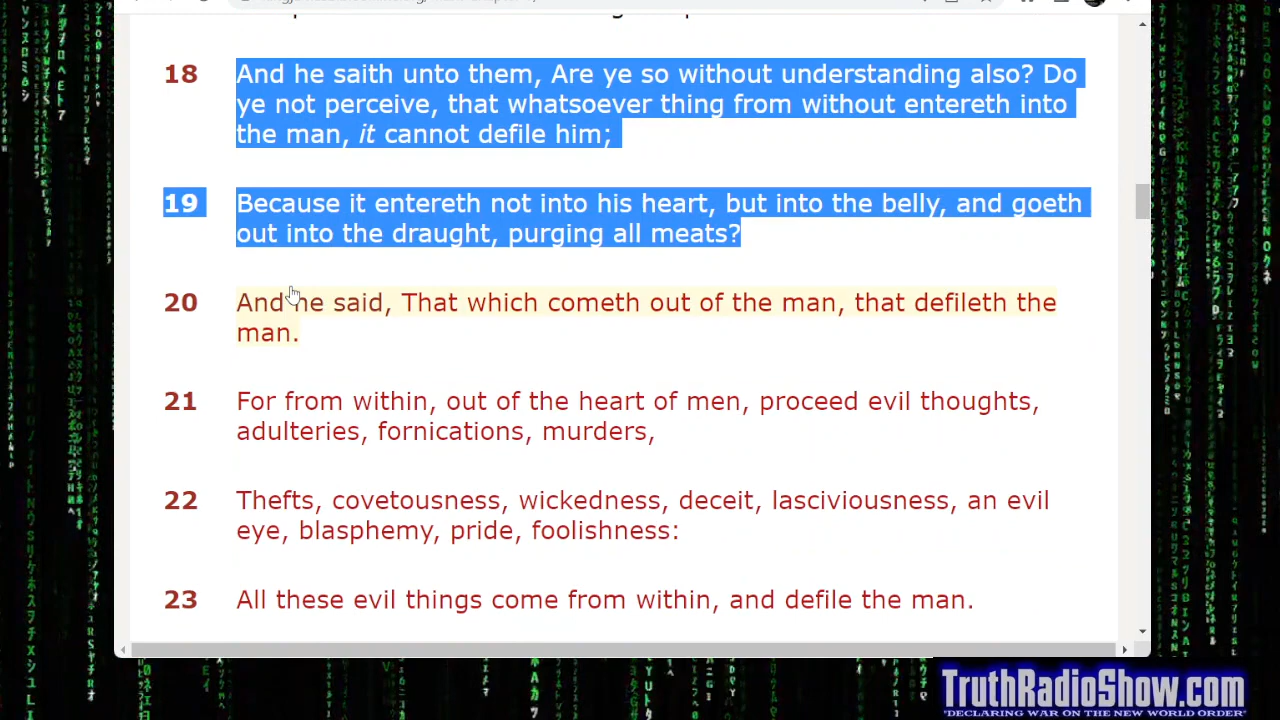 18 And he saith unto them, Are ye so without understanding also? Do
ye not perceive, that whatsoever thing from without entereth into
the man, it cannot defile him;
19 Because it entereth not into his heart, but into the belly, and goeth
out into the draught, purging all meats?
20 And he said, That which cometh out of the man, that defileth the
man.
21 For from within, out of the heart of men, proceed evil thoughts,
adulteries, fornications, murders,
22 Thefts, covetousness, wickedness, deceit, lasciviousness, an evil
eye, blasphemy, pride, foolishness:
23 All these evil things come from within, and defile the man.
TruthRadioShow.com
"DECLARING WAR ON THE NEW WORLD ORDER"